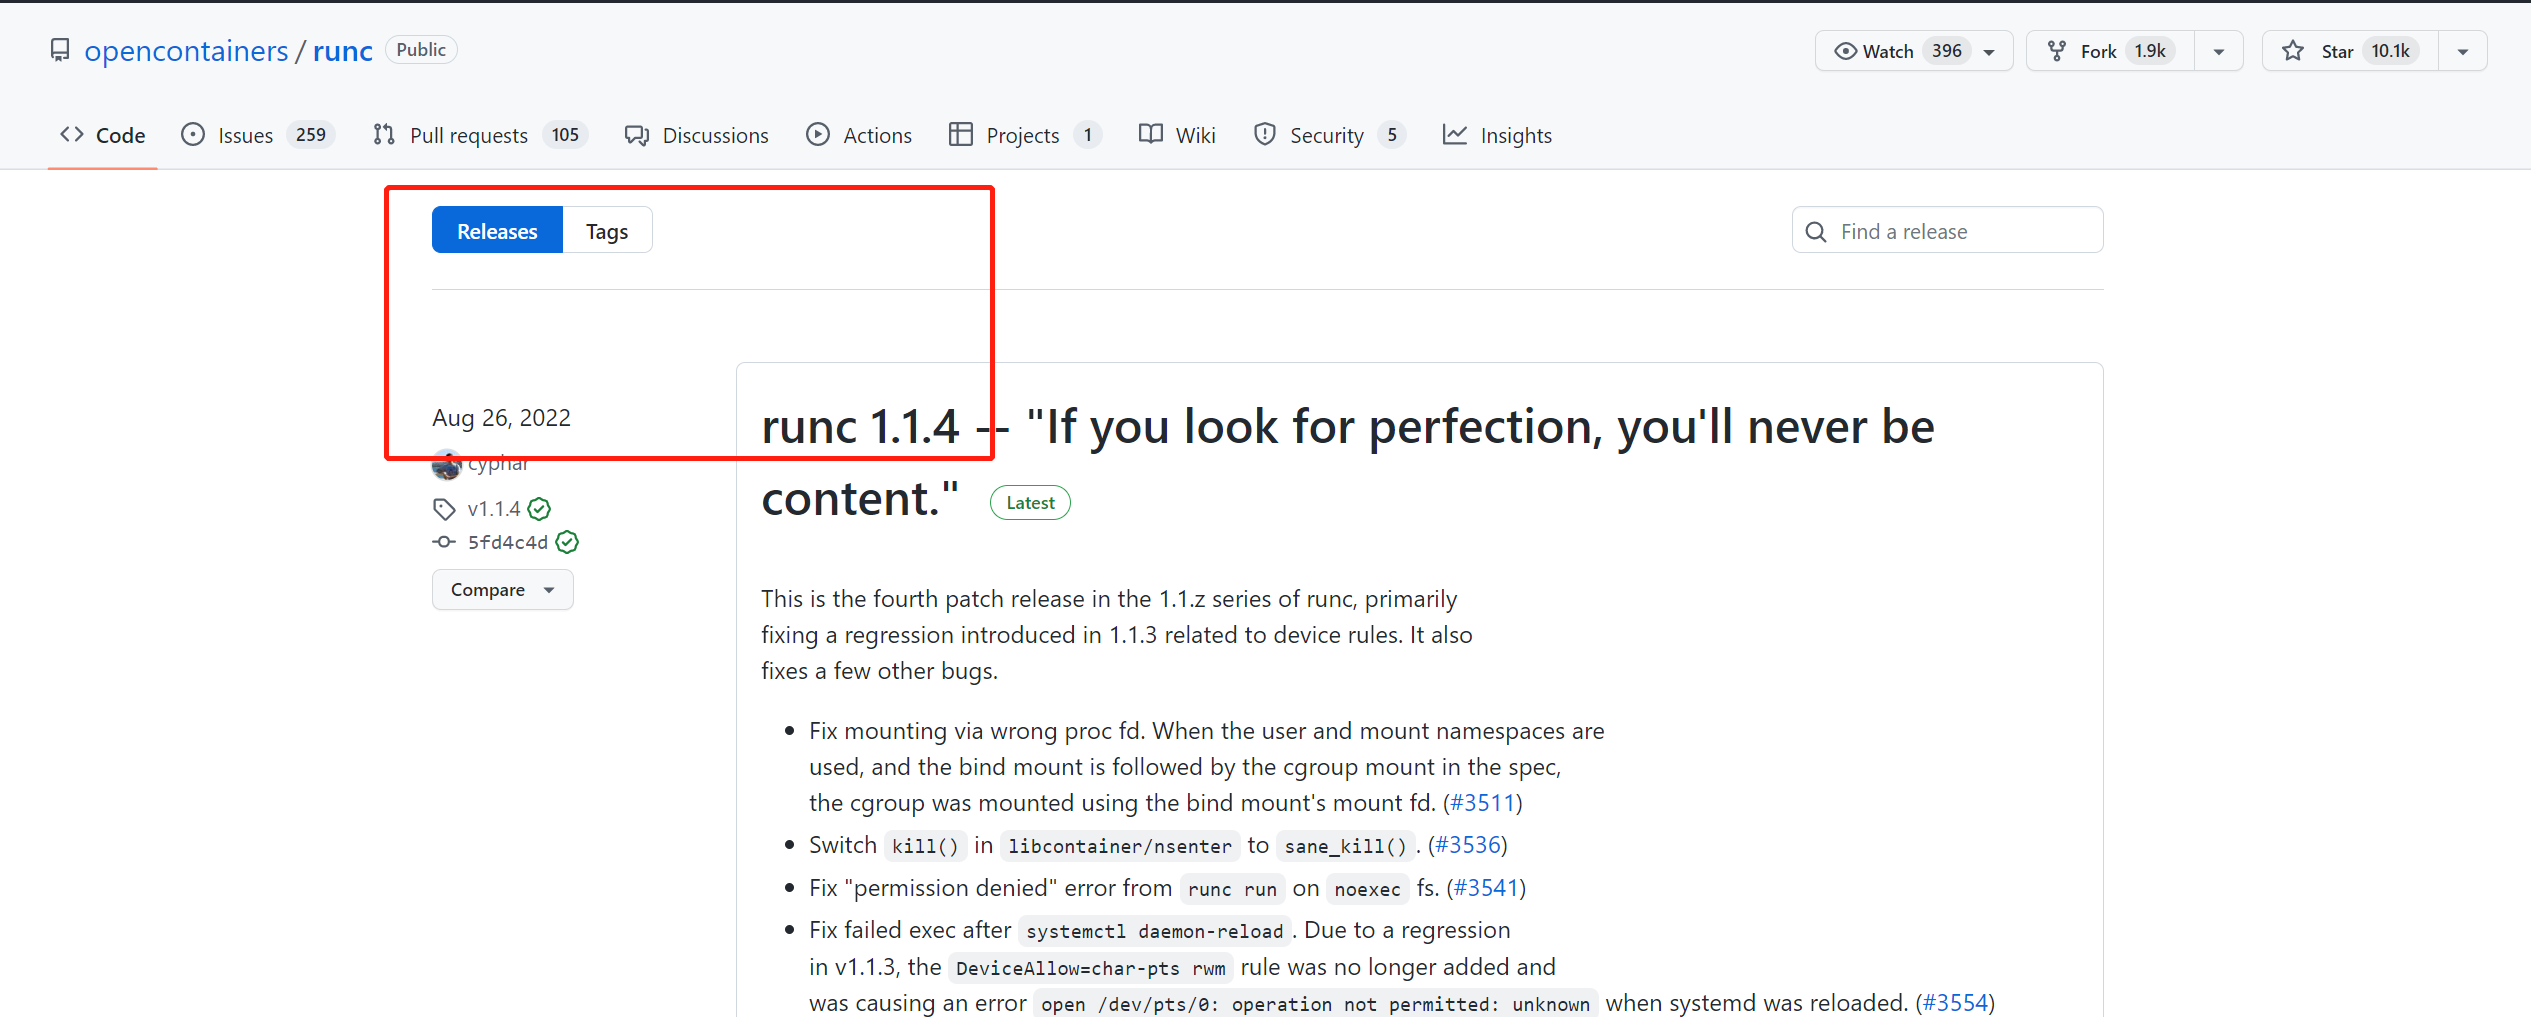 opencontainers / runc Public Watch 396 Fork 1.9k Star 10.1k
Code Issues 259 Pull requests 105 Discussions Actions Projects 1 Wiki Security 5 Insights
Releases Tags Find a release
Aug 26, 2022
cyphar
v1.1.4
5fd4c4d
Compare
runc 1.1.4 -- "If you look for perfection, you'll never be
content." Latest
This is the fourth patch release in the 1.1.z series of runc, primarily
fixing a regression introduced in 1.1.3 related to device rules. It also
fixes a few other bugs.
• Fix mounting via wrong proc fd. When the user and mount namespaces are
used, and the bind mount is followed by the cgroup mount in the spec,
the cgroup was mounted using the bind mount's mount fd. (#3511)
• Switch kill() in libcontainer/nsenter to sane_kill(). (#3536)
• Fix "permission denied" error from runc run on noexec fs. (#3541)
• Fix failed exec after systemctl daemon-reload. Due to a regression
in v1.1.3, the DeviceAllow=char-pts rwm rule was no longer added and
was causing an error open /dev/pts/0: operation not permitted: unknown when systemd was reloaded. (#3554)